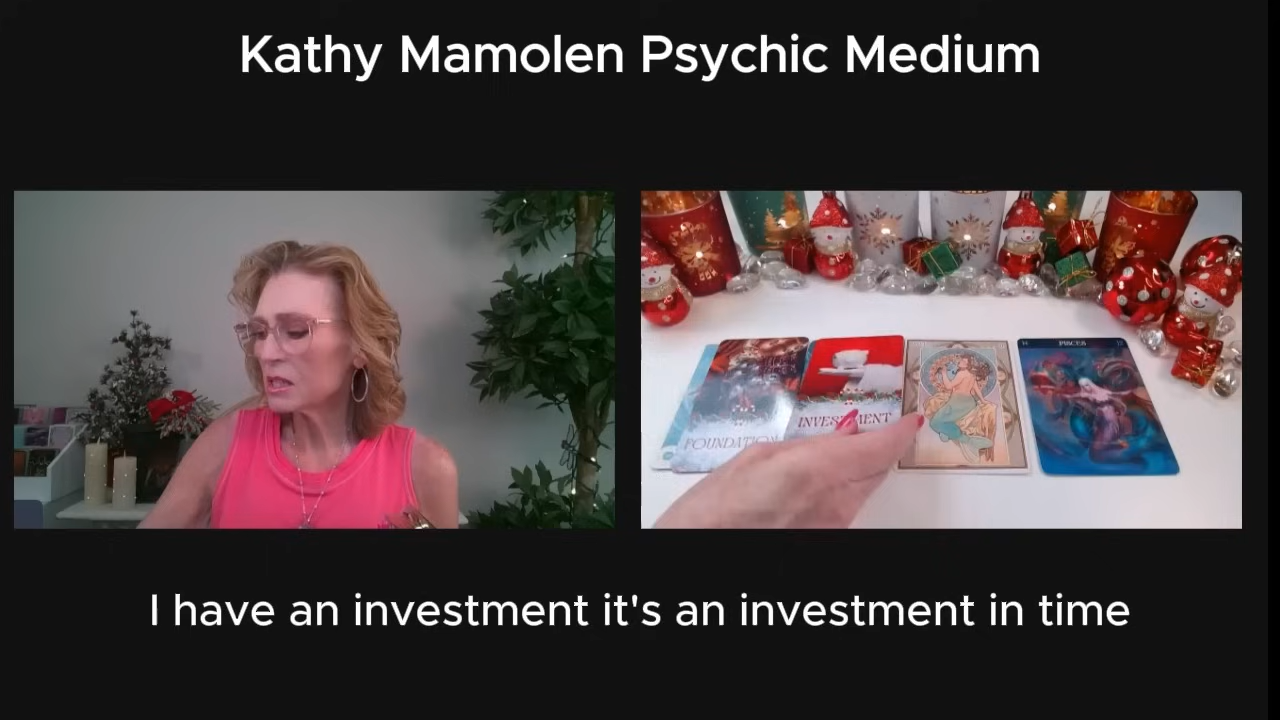 Kathy Mamolen Psychic Medium
FOUNDATION
INVESTMENT
PISCES
I have an investment it's an investment in time